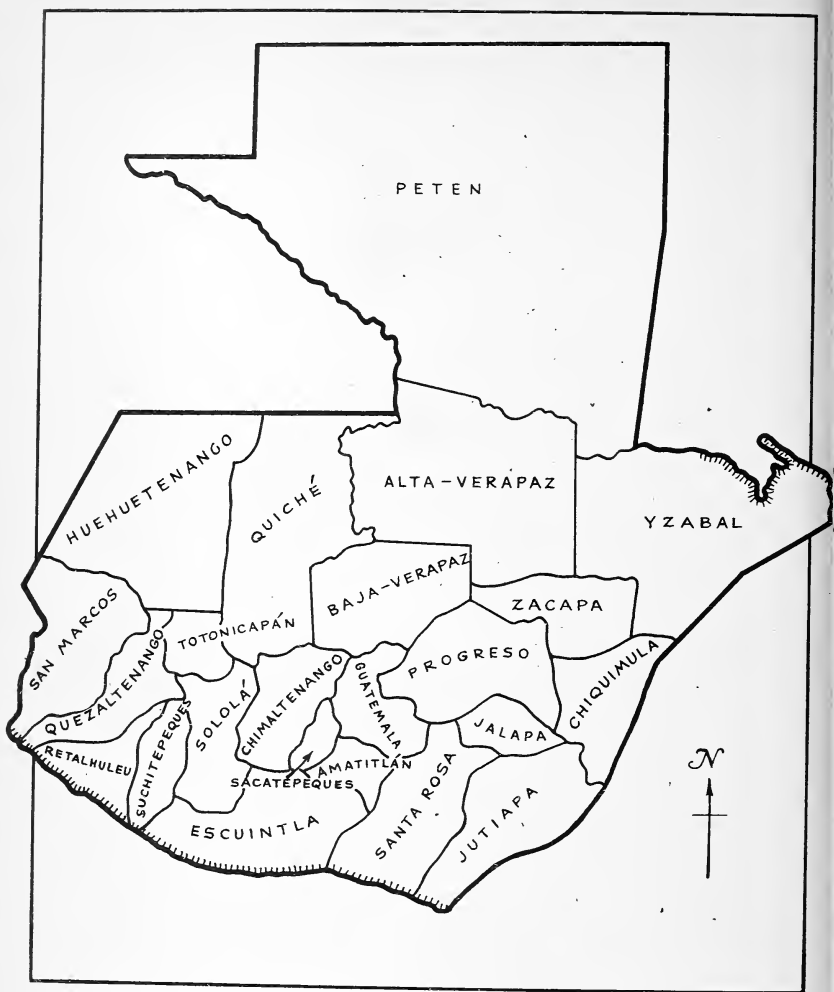 PETEN
HUEHUETENANGO
QUICHÉ
ALTA-VERAPAZ
YZABAL
SAN MARCOS
QUEZALTENANGO
TOTONICAPÁN
BAJA-VERAPAZ
ZACAPA
RETALHULEU
SUCHITEPEQUES
SOLOLÁ
CHIMALTENANGO
GUATEMALA
PROGRESO
CHIQUIMULA
JALAPA
AMATITLÁN
SACATEPEQUES
ESCUINTLA
SANTA ROSA
JUTIAPA
N